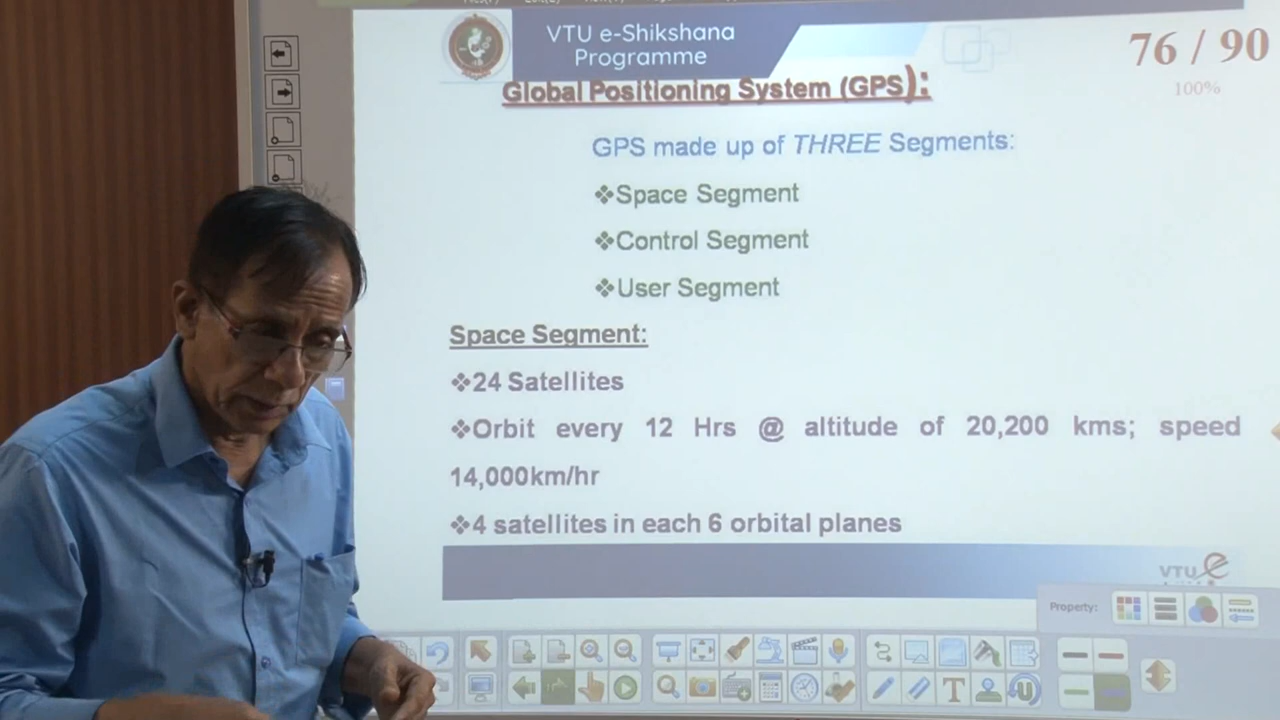 VTU e-Shikshana
Programme
76 / 90
100%
Global Positioning System (GPS):
GPS made up of THREE Segments:
❖Space Segment
❖Control Segment
❖User Segment
Space Segment:
❖24 Satellites
❖Orbit every 12 Hrs @ altitude of 20,200 kms; speed
14,000km/hr
❖4 satellites in each 6 orbital planes
VTU e
Property: